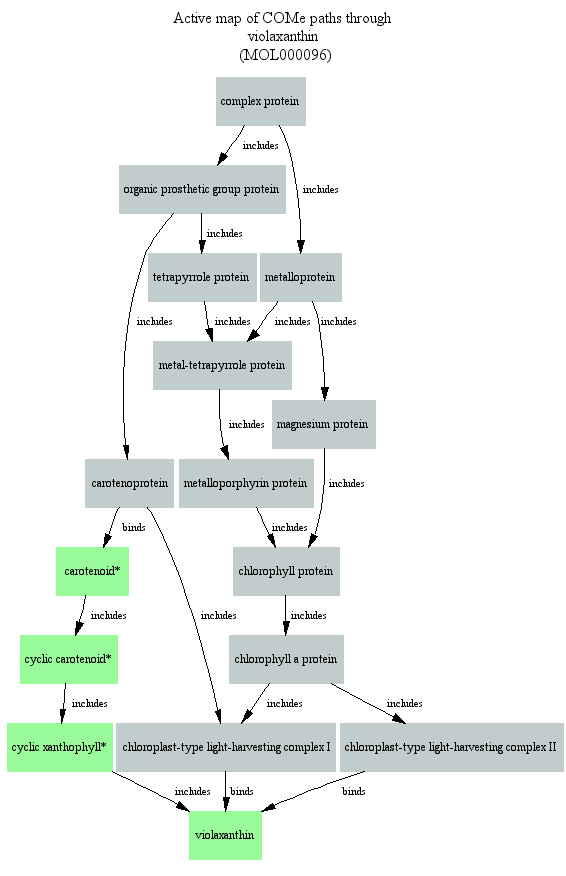 Active map of COMe paths through
violaxanthin
(MOL000096)
complex protein
includes
organic prosthetic group protein
includes
includes
tetrapyrrole protein
metalloprotein
includes
includes
includes
includes
metal-tetrapyrrole protein
magnesium protein
includes
carotenoprotein
metalloporphyrin protein
includes
binds
includes
carotenoid*
chlorophyll protein
includes
includes
includes
cyclic carotenoid*
chlorophyll a protein
includes
includes
includes
cyclic xanthophyll*
chloroplast-type light-harvesting complex I
chloroplast-type light-harvesting complex II
includes
binds
binds
violaxanthin